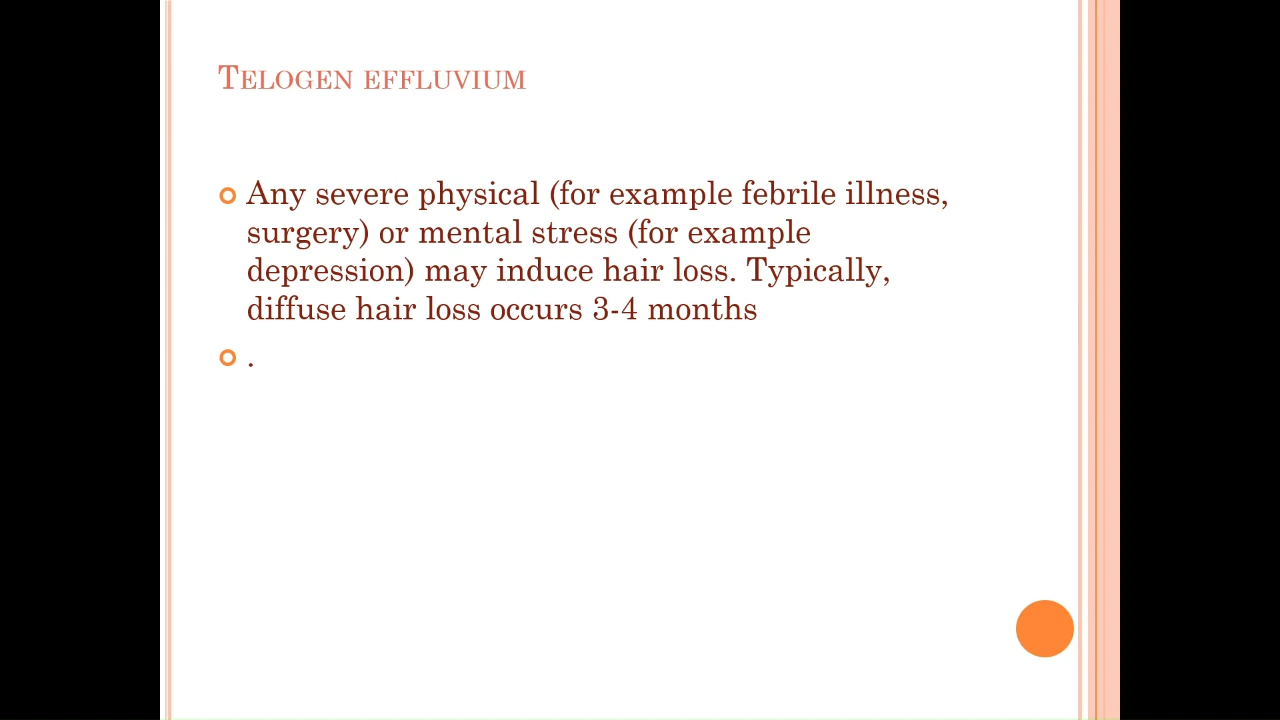 Telogen effluvium
Any severe physical (for example febrile illness,
surgery) or mental stress (for example
depression) may induce hair loss. Typically,
diffuse hair loss occurs 3-4 months
.